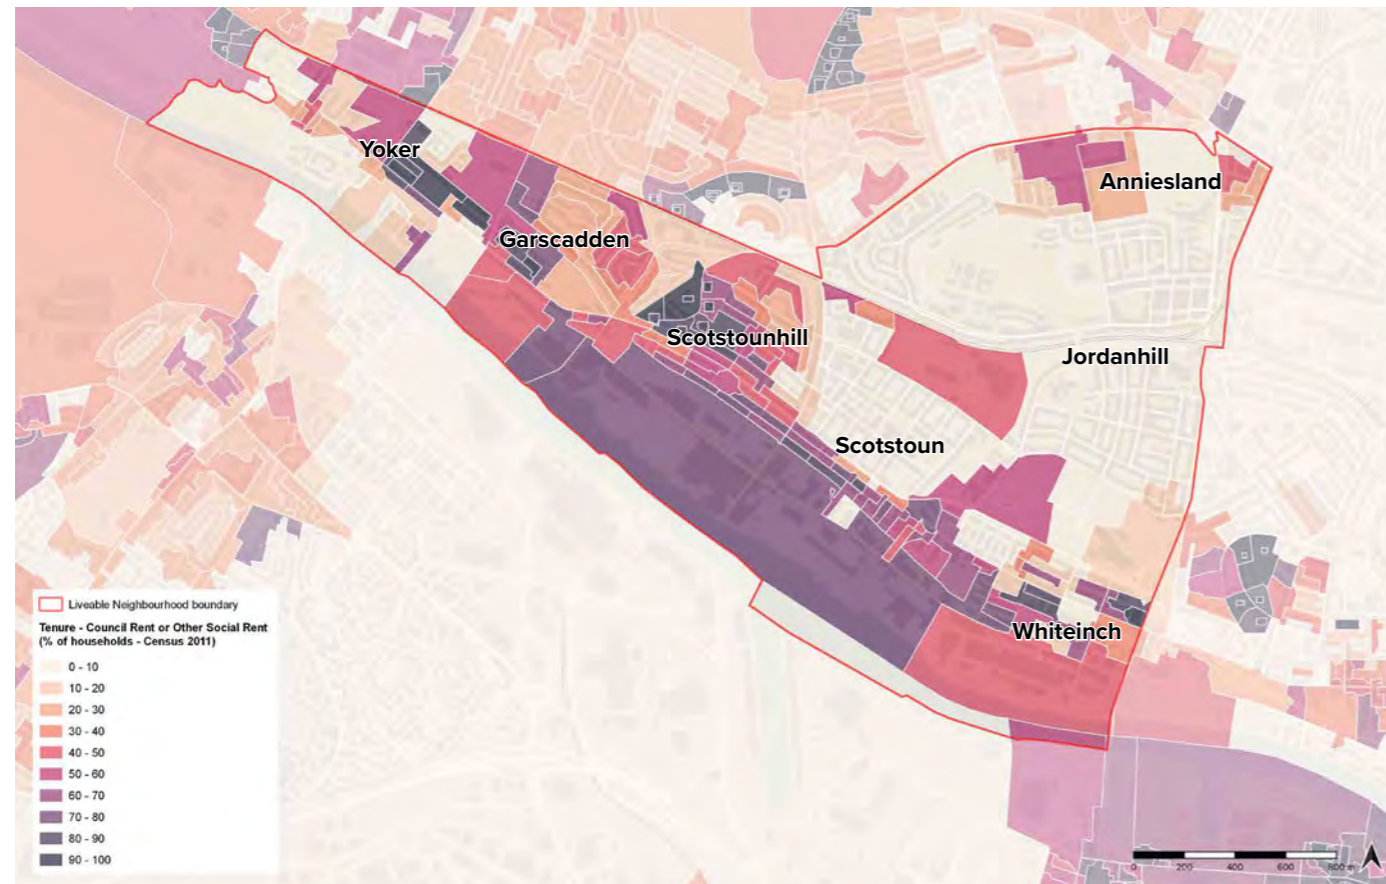 Yoker
Anniesland
Garscadden
Scotstounhill
Jordanhill
Scotstoun
Whiteinch
Liveable Neighbourhood boundary
Tenure - Council Rent or Other Social Rent
(% of households - Census 2011)
0 - 10
10 - 20
20 - 30
30 - 40
40 - 50
50 - 60
60 - 70
70 - 80
80 - 90
90 - 100
0 200 400 600 800 m